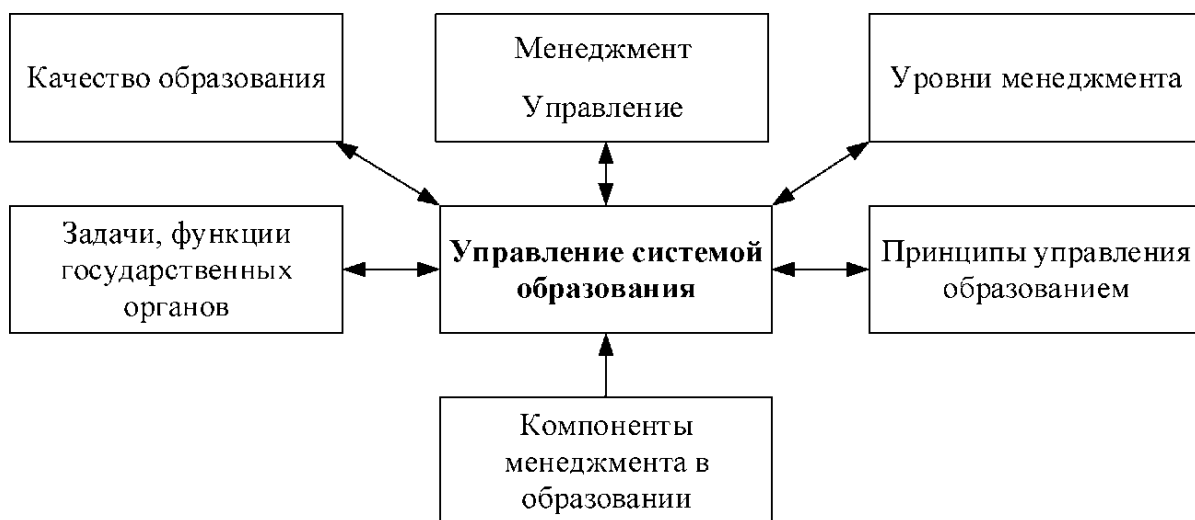 Качество образования
Менеджмент
Управление
Уровни менеджмента
Задачи, функции
государственных
органов
Управление системой
образования
Принципы управления
образованием
Компоненты
менеджмента в
образовании